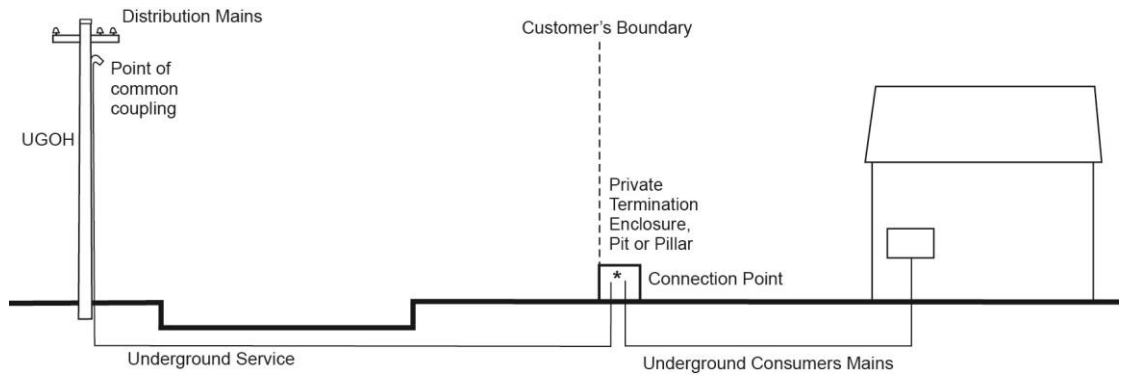 Distribution Mains
Customer's Boundary
Point of
common
coupling
UGOH
Private
Termination
Enclosure,
Pit or Pillar
*
Connection Point
Underground Service
Underground Consumers Mains